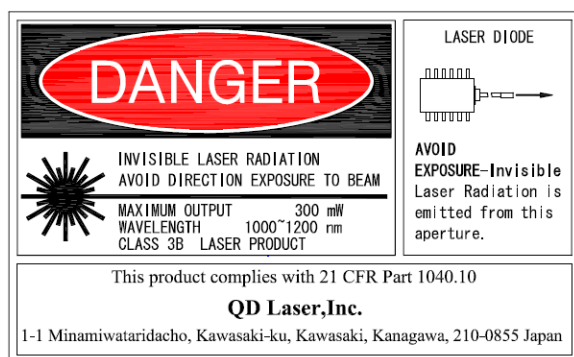 DANGER
INVISIBLE LASER RADIATION
AVOID DIRECTION EXPOSURE TO BEAM
MAXIMUM OUTPUT 300 mW
WAVELENGTH 1000~1200 nm
CLASS 3B LASER PRODUCT
LASER DIODE
AVOID
EXPOSURE-Invisible
Laser Radiation is
emitted from this
aperture.
This product complies with 21 CFR Part 1040.10
QD Laser,Inc.
1-1 Minamiwataridacho, Kawasaki-ku, Kawasaki, Kanagawa, 210-0855 Japan